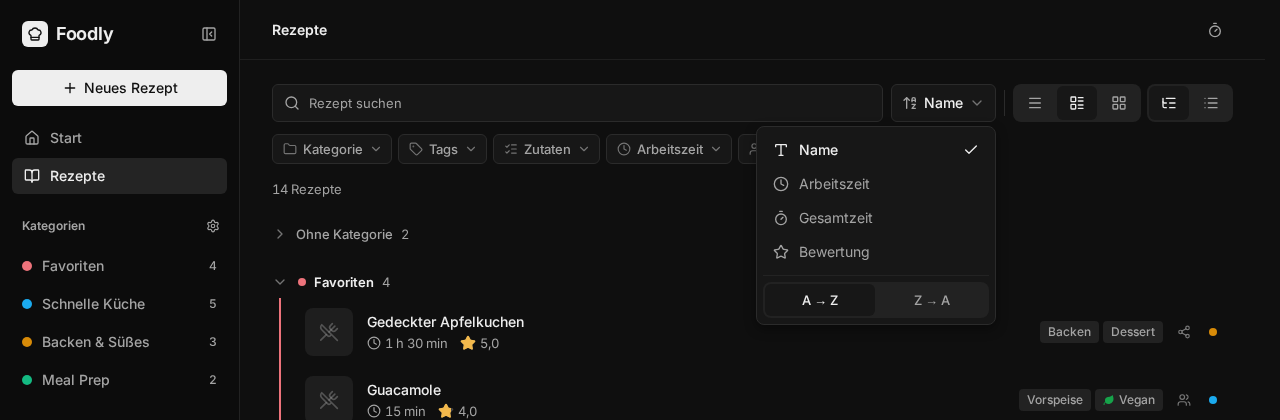 Foodly
Neues Rezept
Start
Rezepte
Kategorien
Favoriten 4
Schnelle Küche 5
Backen & Süßes 3
Meal Prep 2
Rezepte
Rezept suchen
Name
Kategorie
Tags
Zutaten
Arbeitszeit
14 Rezepte
Name
Arbeitszeit
Gesamtzeit
Bewertung
A → Z
Z → A
Ohne Kategorie 2
Favoriten 4
Gedeckter Apfelkuchen
1 h 30 min 5,0
Backen Dessert
Guacamole
15 min 4,0
Vorspeise Vegan